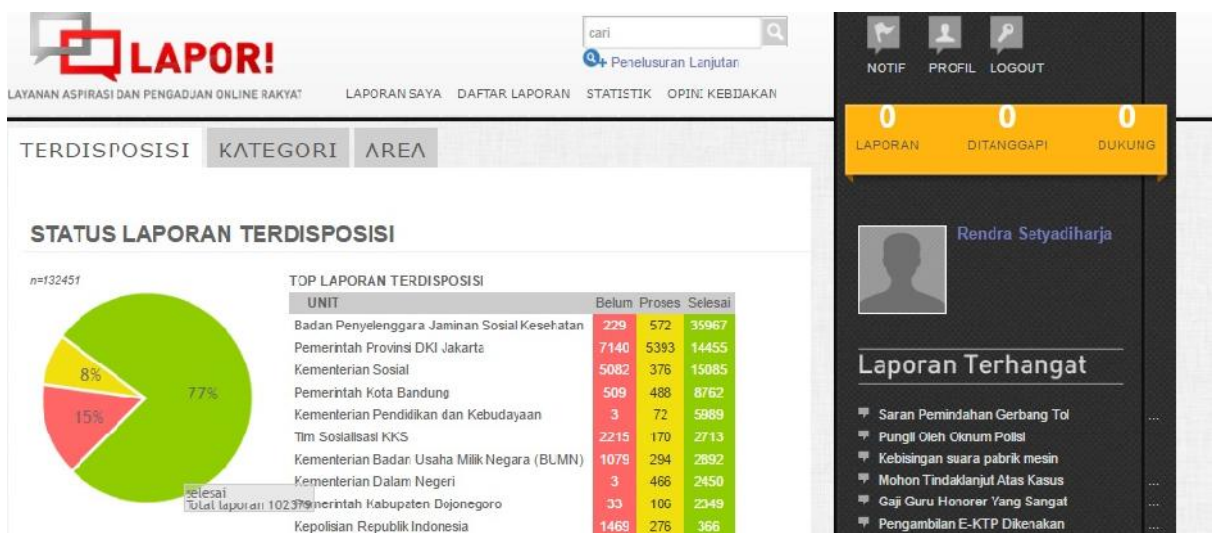 LAPOR!
LAYANAN ASPIRASI DAN PENGADUAN ONLINE RAKYAT
cari
Penelusuran Lanjutan
LAPORAN SAYA DAFTAR LAPORAN STATISTIK OPINI KEBIJAKAN
NOTIF PROFIL LOGOUT
0 0 0
LAPORAN DITANGGAPI DUKUNG
TERDISPOSISI KATEGORI AREA
STATUS LAPORAN TERDISPOSISI
n=132451
8%
77%
15%
selesai
Total laporan 102379
TOP LAPORAN TERDISPOSISI
UNIT Belum Proses Selesai
Badan Penyelenggara Jaminan Sosial Kesehatan 229 572 35967
Pemerintah Provinsi DKI Jakarta 7140 5393 14455
Kementerian Sosial 5082 376 15085
Pemerintah Kota Bandung 509 488 8762
Kementerian Pendidikan dan Kebudayaan 3 72 5989
Tim Sosialisasi KKS 2215 170 2713
Kementerian Badan Usaha Milik Negara (BUMN) 1079 294 2892
Kementerian Dalam Negeri 3 466 2450
Kabupaten Bojonegoro 33 106 2349
Kepolisian Republik Indonesia 1469 276 366
Rendra Setyadiharja
Laporan Terhangat
Saran Pemindahan Gerbang Tol ...
Pungli Oleh Oknum Polisi
Kebisingan suara pabrik mesin
Mohon Tindaklanjut Atas Kasus ...
Gaji Guru Honorer Yang Sangat ...
Pengambilan E-KTP Dikenakan ...